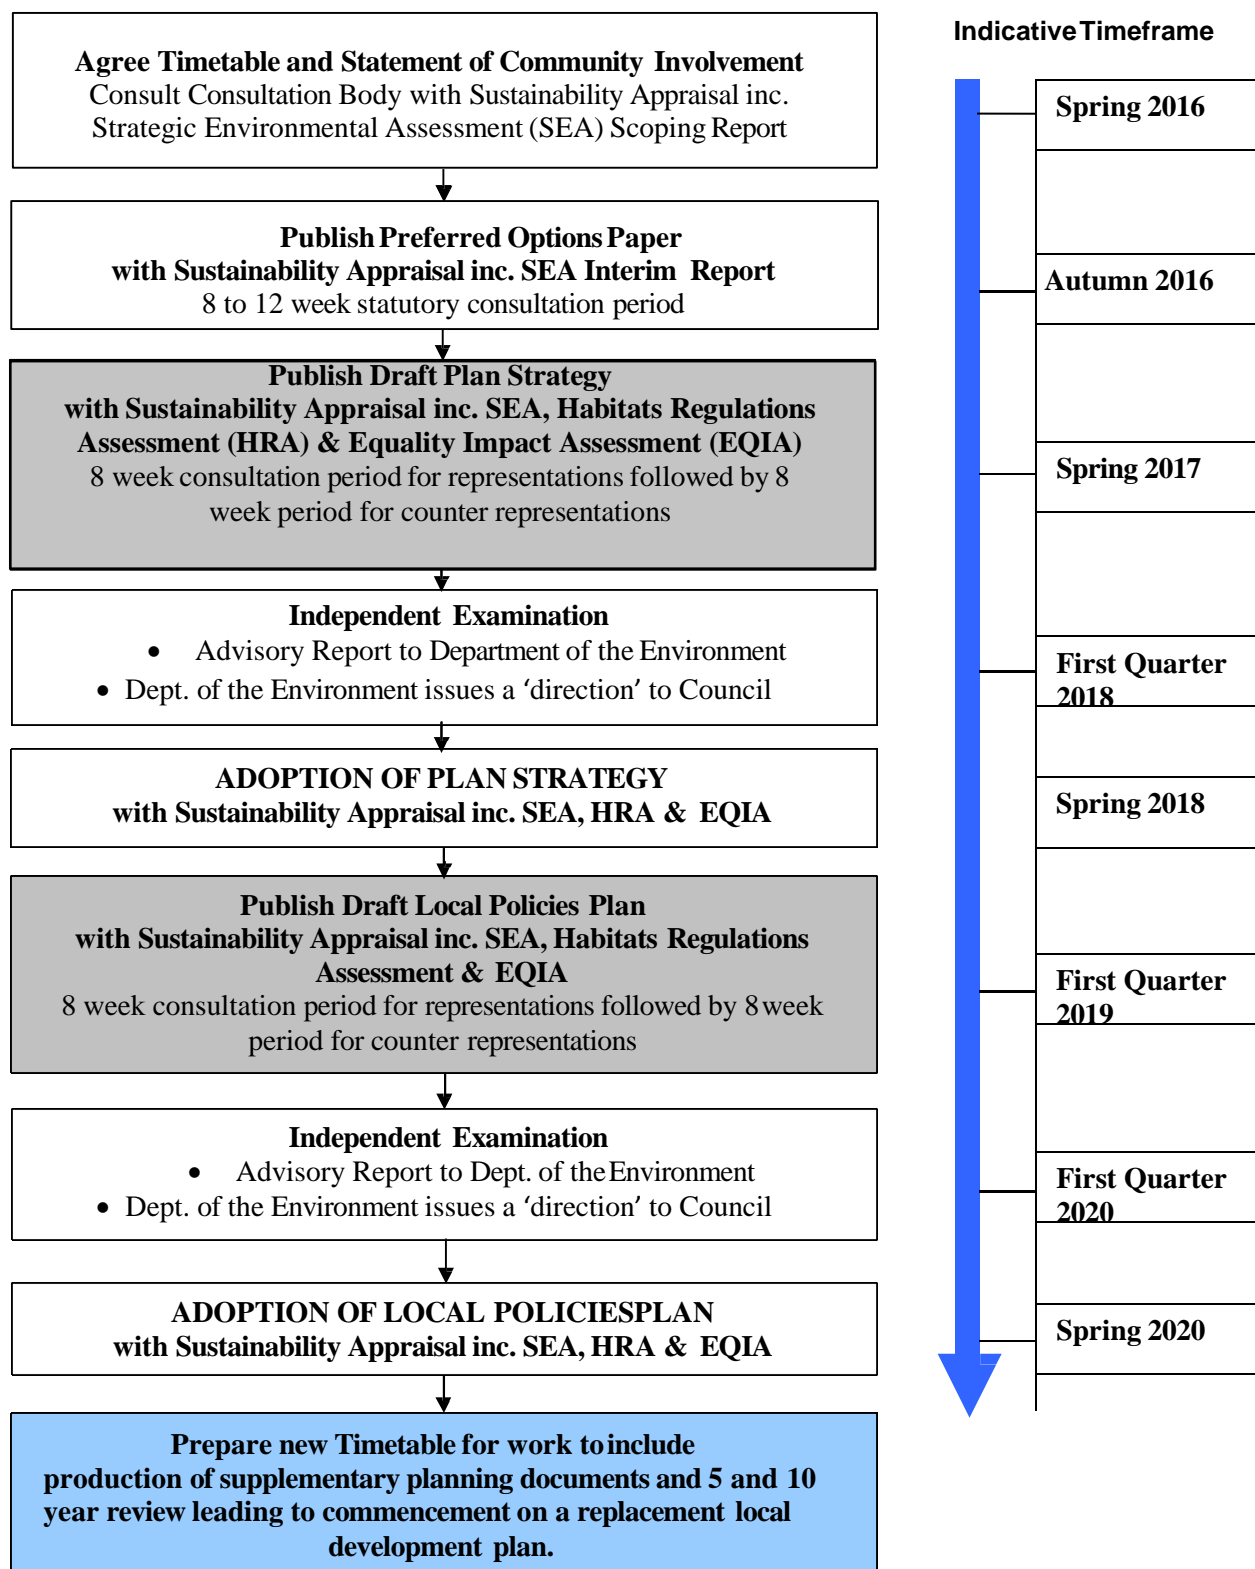 Agree Timetable and Statement of Community Involvement
Consult Consultation Body with Sustainability Appraisal inc.
Strategic Environmental Assessment (SEA) Scoping Report
Publish Preferred Options Paper
with Sustainability Appraisal inc. SEA Interim Report
8 to 12 week statutory consultation period
Publish Draft Plan Strategy
with Sustainability Appraisal inc. SEA, Habitats Regulations
Assessment (HRA) & Equality Impact Assessment (EQIA)
8 week consultation period for representations followed by 8
week period for counter representations
Independent Examination
• Advisory Report to Department of the Environment
• Dept. of the Environment issues a ‘direction’ to Council
ADOPTION OF PLAN STRATEGY
with Sustainability Appraisal inc. SEA, HRA & EQIA
Publish Draft Local Policies Plan
with Sustainability Appraisal inc. SEA, Habitats Regulations
Assessment & EQIA
8 week consultation period for representations followed by 8 week
period for counter representations
Independent Examination
• Advisory Report to Dept. of the Environment
• Dept. of the Environment issues a ‘direction’ to Council
ADOPTION OF LOCAL POLICIESPLAN
with Sustainability Appraisal inc. SEA, HRA & EQIA
Prepare new Timetable for work to include
production of supplementary planning documents and 5 and 10
year review leading to commencement on a replacement local
development plan.
Indicative Timeframe
Spring 2016
Autumn 2016
Spring 2017
First Quarter
2018
Spring 2018
First Quarter
2019
First Quarter
2020
Spring 2020